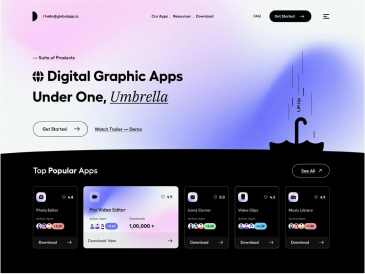 / hello@globalapp.co
Our Apps
Resources
Download
FAQ
Get Started
— Suite of Products
Digital Graphic Apps
Under One, Umbrella
Get Started
Watch Trailer — Demo
Lift Up
Top Popular Apps
See All
4.8
Photo Editor
Download
4.9
Pro Video Editor
Downloads
1,00,000 +
Download Now
5.0
Icons Corner
Download
4.3
Video Clips
Download
4.9
Music Library
Download